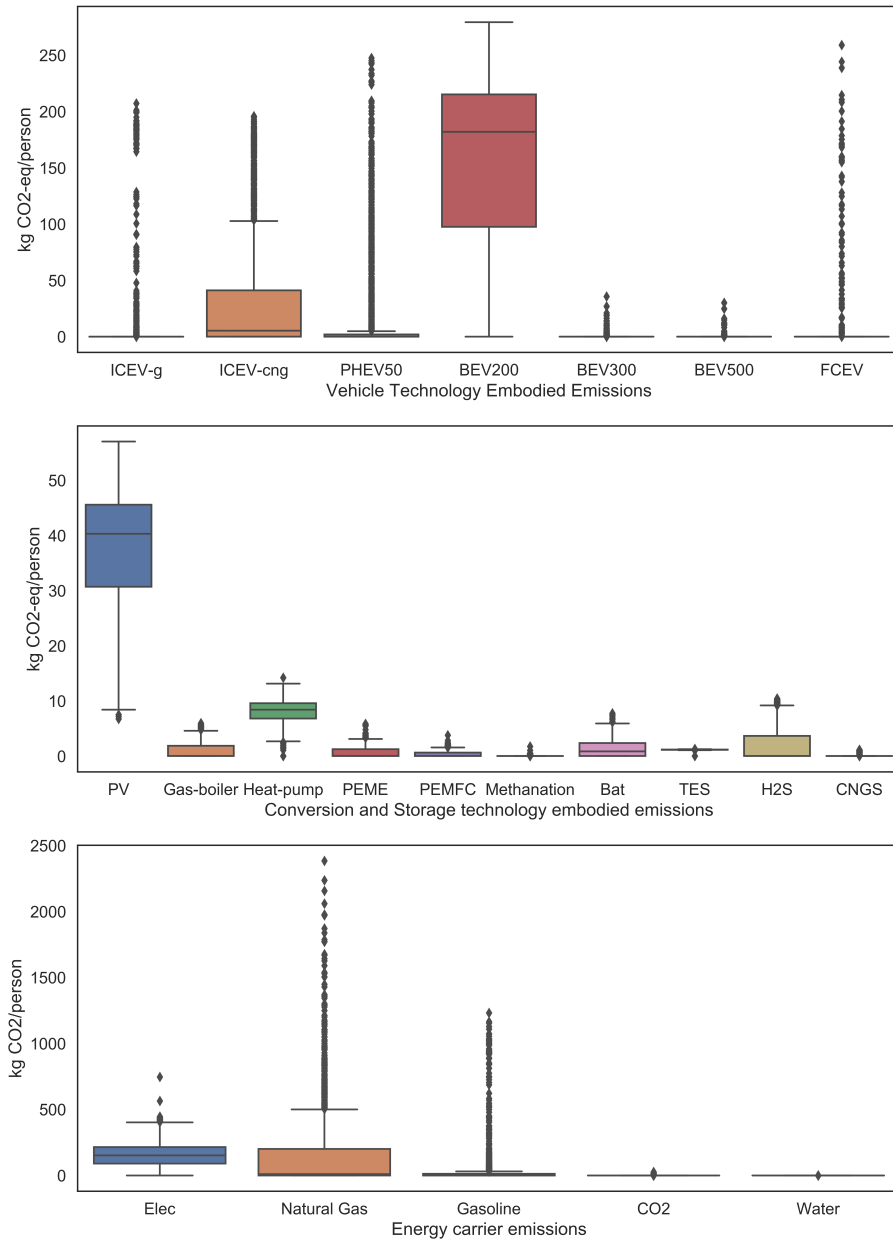 250
200
150
100
50
0
kg CO2-eq/person
ICEV-g ICEV-cng PHEV50 BEV200 BEV300 BEV500 FCEV
Vehicle Technology Embodied Emissions
50
40
30
20
10
0
kg CO2-eq/person
PV Gas-boiler Heat-pump PEME PEMFC Methanation Bat TES H2S CNGS
Conversion and Storage technology embodied emissions
2500
2000
1500
1000
500
0
kg CO2/person
Elec Natural Gas Gasoline CO2 Water
Energy carrier emissions